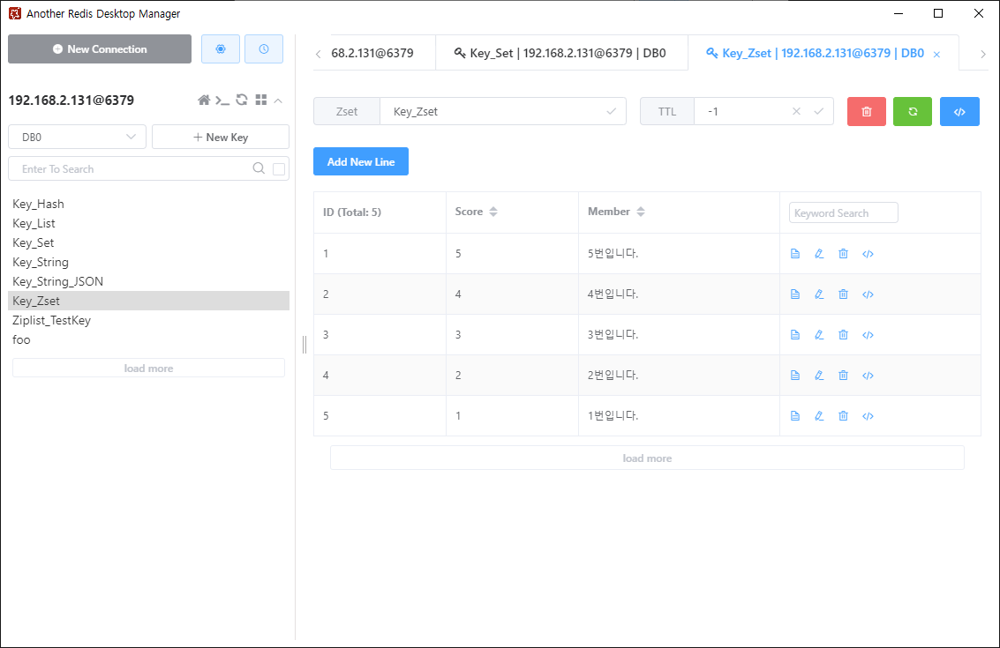 Another Redis Desktop Manager
New Connection
192.168.2.131@6379
DB0
New Key
Enter To Search
Key_Hash
Key_List
Key_Set
Key_String
Key_String_JSON
Key_Zset
Ziplist_TestKey
foo
load more
68.2.131@6379
Key_Set | 192.168.2.131@6379 | DB0
Key_Zset | 192.168.2.131@6379 | DB0
Zset Key_Zset TTL -1
Add New Line
ID (Total: 5) Score Member Keyword Search
1 5 5번입니다.
2 4 4번입니다.
3 3 3번입니다.
4 2 2번입니다.
5 1 1번입니다.
load more